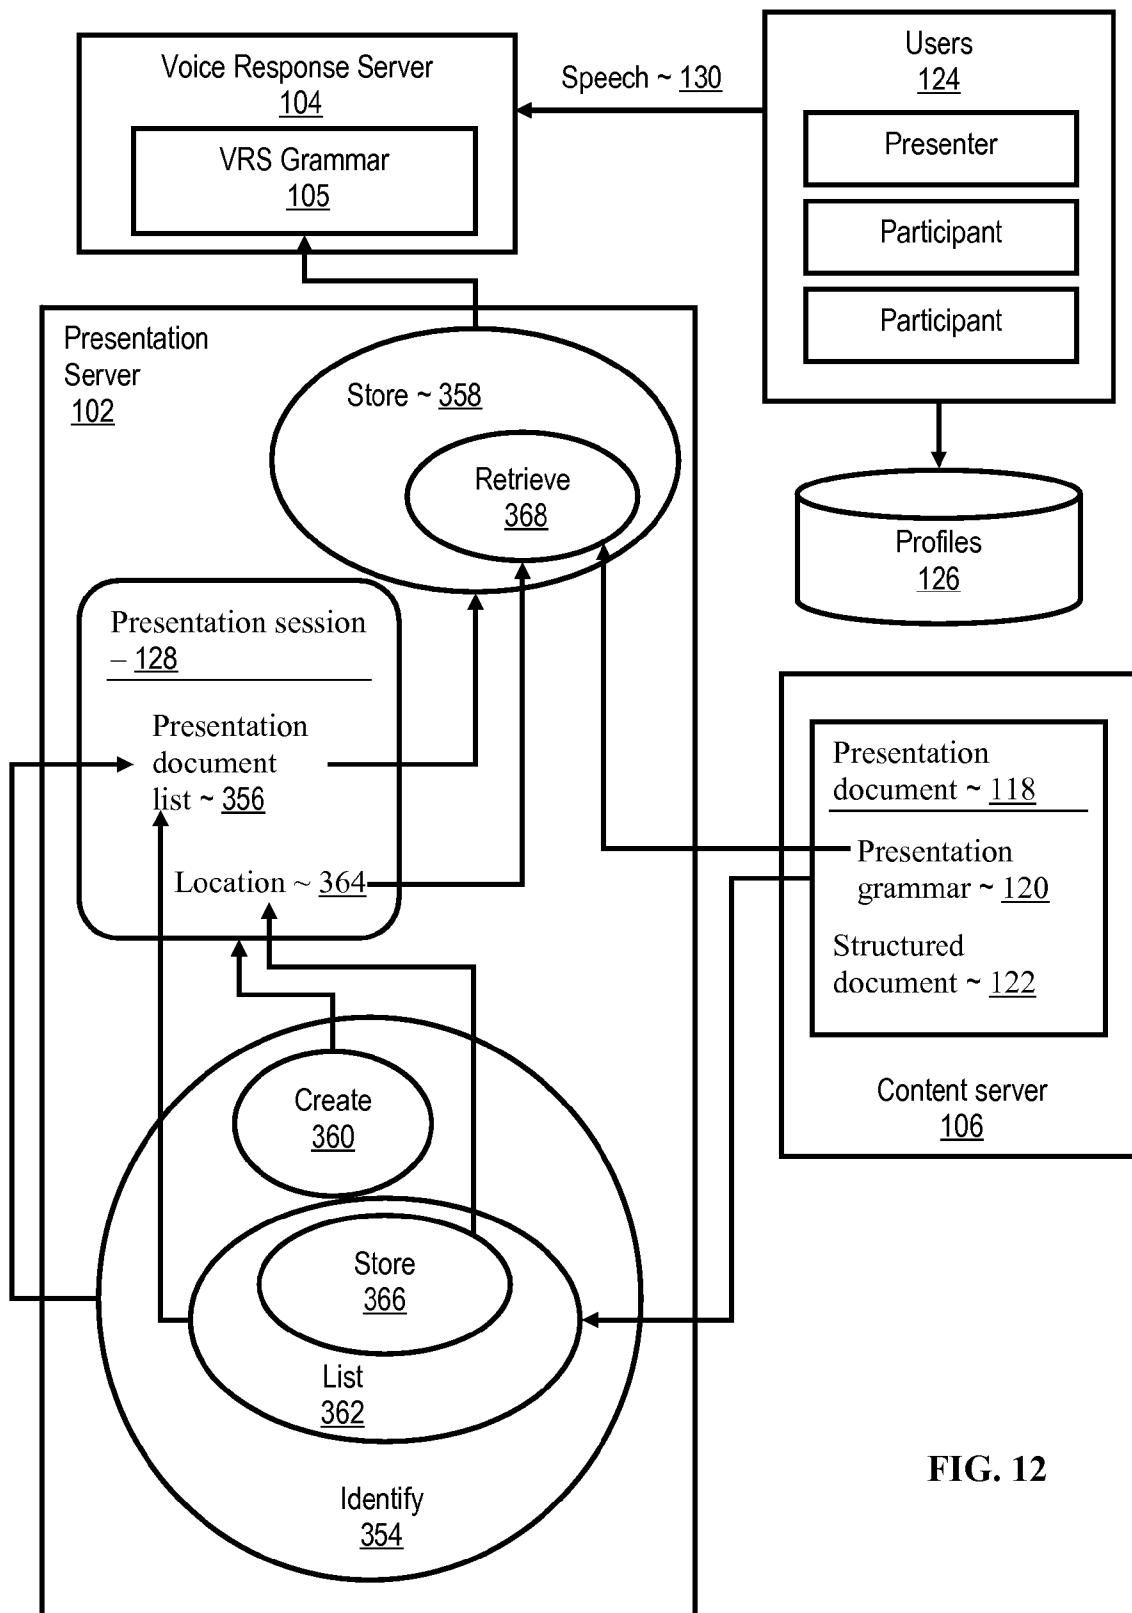 Voice Response Server
104
VRS Grammar
105
Speech ~ 130
Users
124
Presenter
Participant
Participant
Presentation
Server
102
Store ~ 358
Retrieve
368
Profiles
126
Presentation session
– 128
Presentation
document
list ~ 356
Location ~ 364
Presentation
document ~ 118
Presentation
grammar ~ 120
Structured
document ~ 122
Content server
106
Create
360
Store
366
List
362
Identify
354
FIG. 12